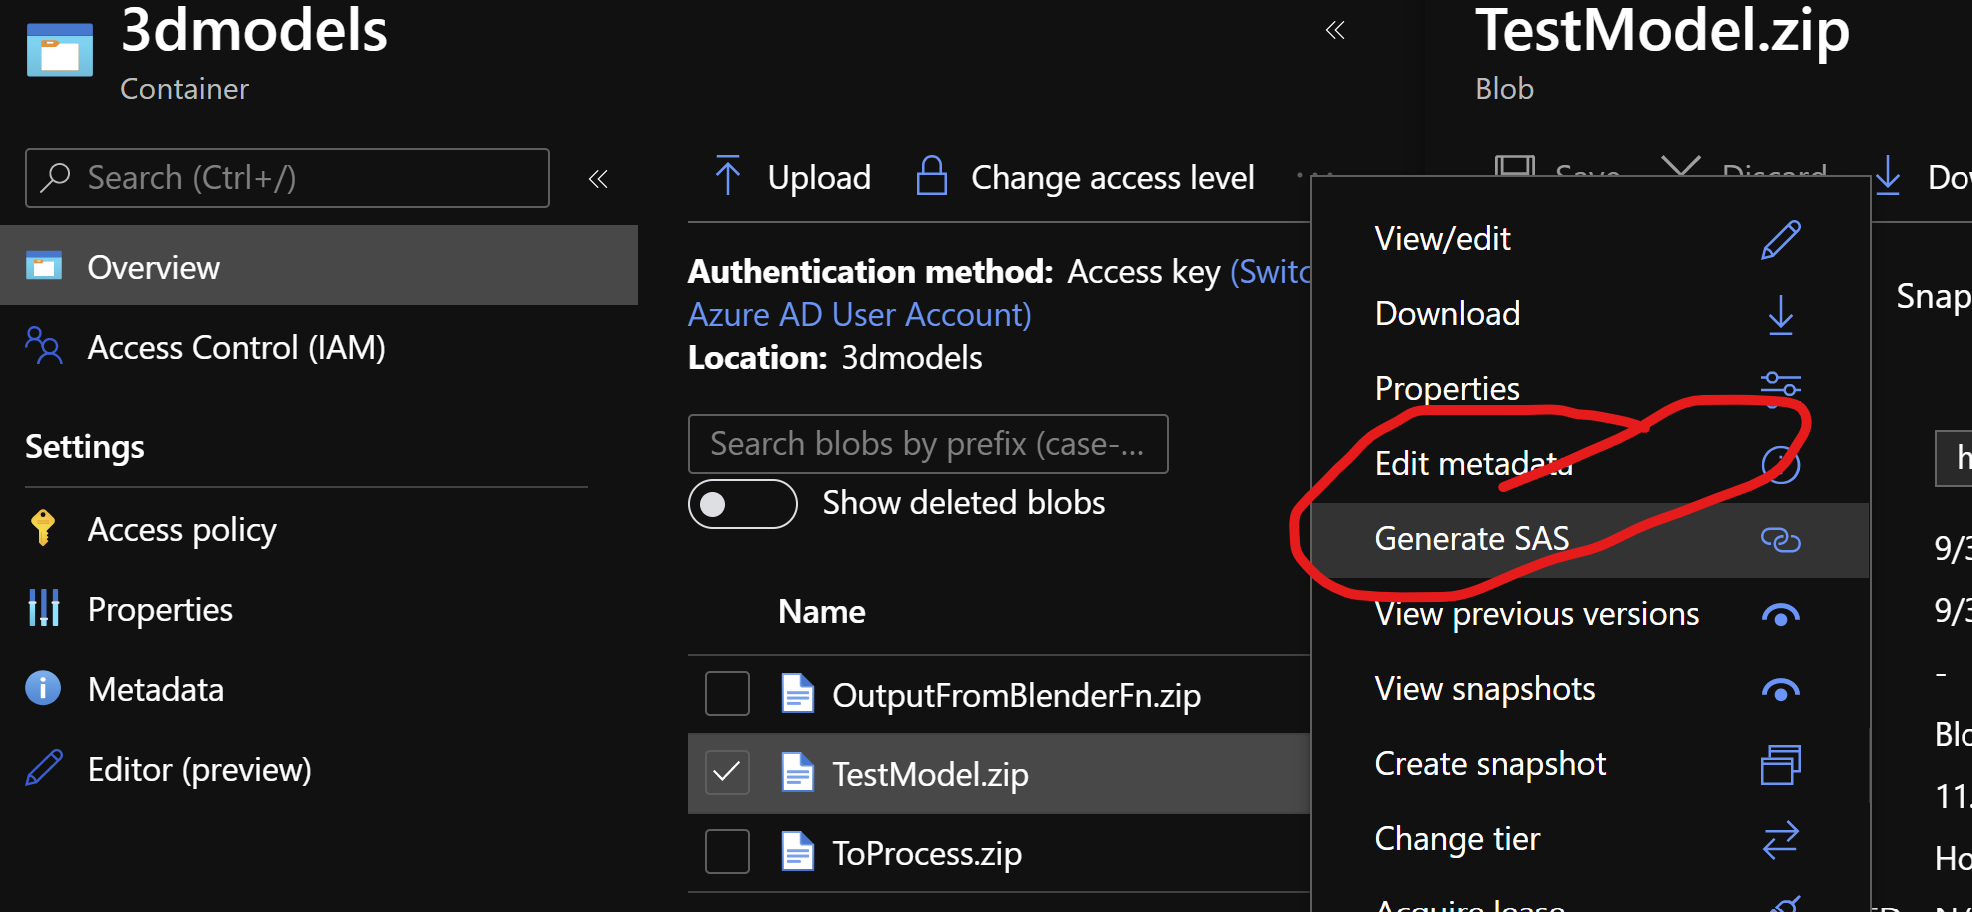 3dmodels
Container
Search (Ctrl+/)
Overview
Access Control (IAM)
Settings
Access policy
Properties
Metadata
Editor (preview)
Upload
Change access level
Authentication method: Access key (Switc
Azure AD User Account)
Location: 3dmodels
Search blobs by prefix (case-...
Show deleted blobs
Name
OutputFromBlenderFn.zip
TestModel.zip
ToProcess.zip
View/edit
Download
Properties
Edit metadata
Generate SAS
View previous versions
View snapshots
Create snapshot
Change tier
Acquire lease
TestModel.zip
Blob
Save
Discard
Dov
Snap
h
9/3
9/3
-
Blo
11.
Ho